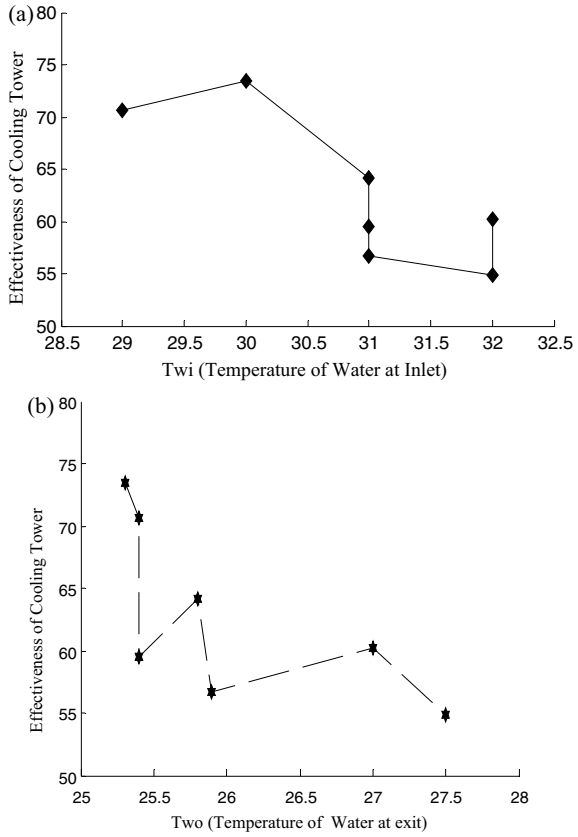 (a)
80
75
70
65
60
55
50
28.5 29 29.5 30 30.5 31 31.5 32 32.5
Effectiveness of Cooling Tower
Twi (Temperature of Water at Inlet)
(b)
80
75
70
65
60
55
50
25 25.5 26 26.5 27 27.5 28
Effectiveness of Cooling Tower
Two (Temperature of Water at exit)